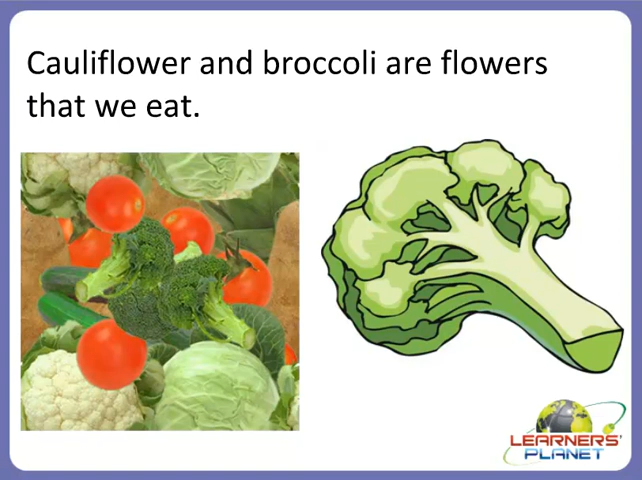 Cauliflower and broccoli are flowers
that we eat.
LEARNERS'
PLANET